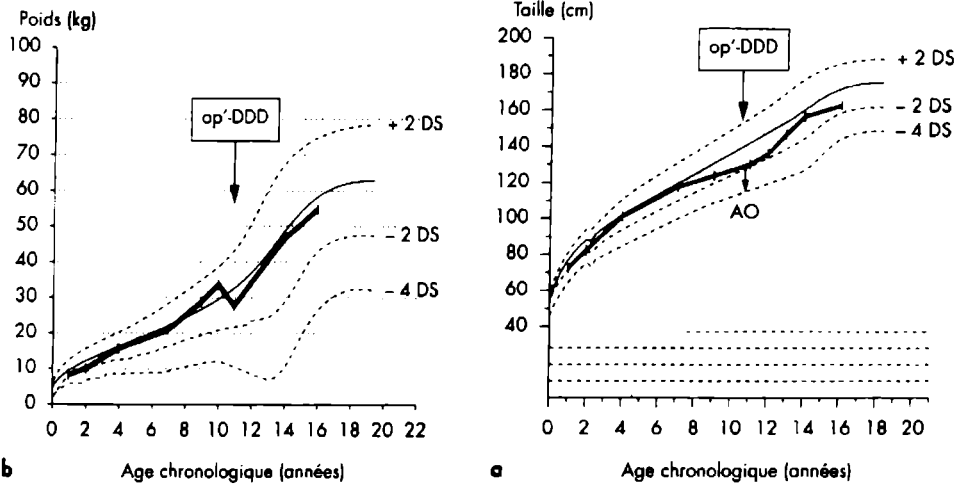 Poids (kg)
100
90
80
70
60
50
40
30
20
10
0
op'-DDD
+ 2 DS
− 2 DS
− 4 DS
0 2 4 6 8 10 12 14 16 18 20 22
b Age chronologique (années)
Taille (cm)
200
180
160
140
120
100
80
60
40
op'-DDD
+ 2 DS
− 2 DS
− 4 DS
AO
0 2 4 6 8 10 12 14 16 18 20
a Age chronologique (années)